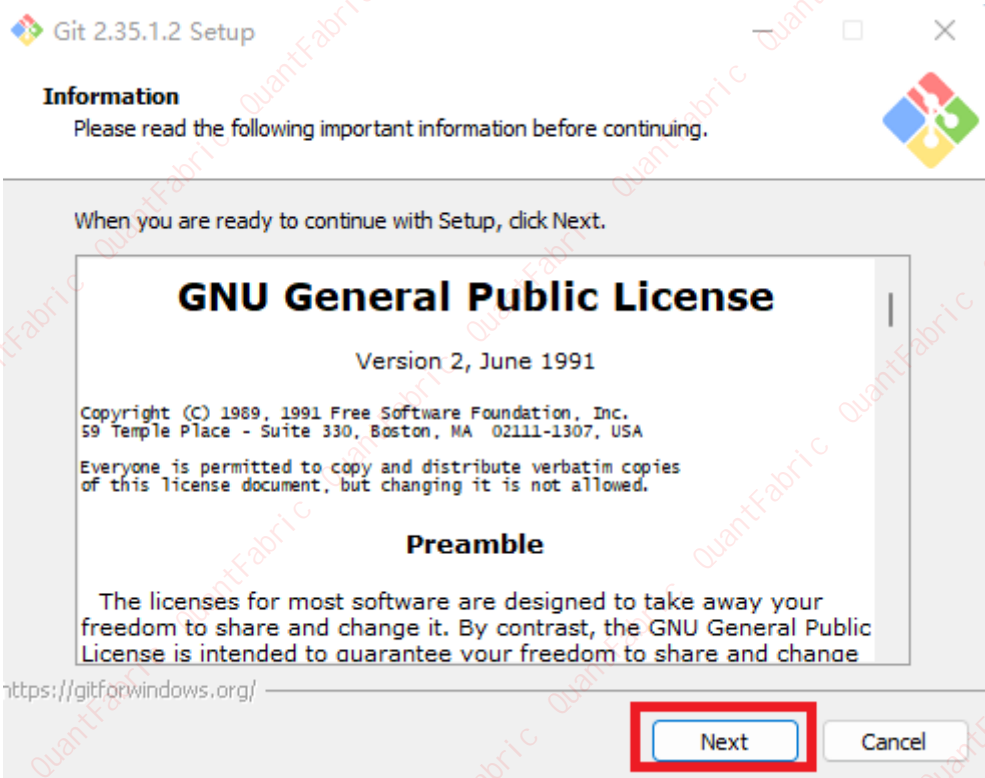 Git 2.35.1.2 Setup
Information
Please read the following important information before continuing.
When you are ready to continue with Setup, click Next.
GNU General Public License
Version 2, June 1991
Copyright (C) 1989, 1991 Free Software Foundation, Inc.
59 Temple Place - Suite 330, Boston, MA  02111-1307, USA
Everyone is permitted to copy and distribute verbatim copies
of this license document, but changing it is not allowed.
Preamble
The licenses for most software are designed to take away your
freedom to share and change it. By contrast, the GNU General Public
License is intended to guarantee your freedom to share and change
https://gitforwindows.org/
Next
Cancel
QuantFabric